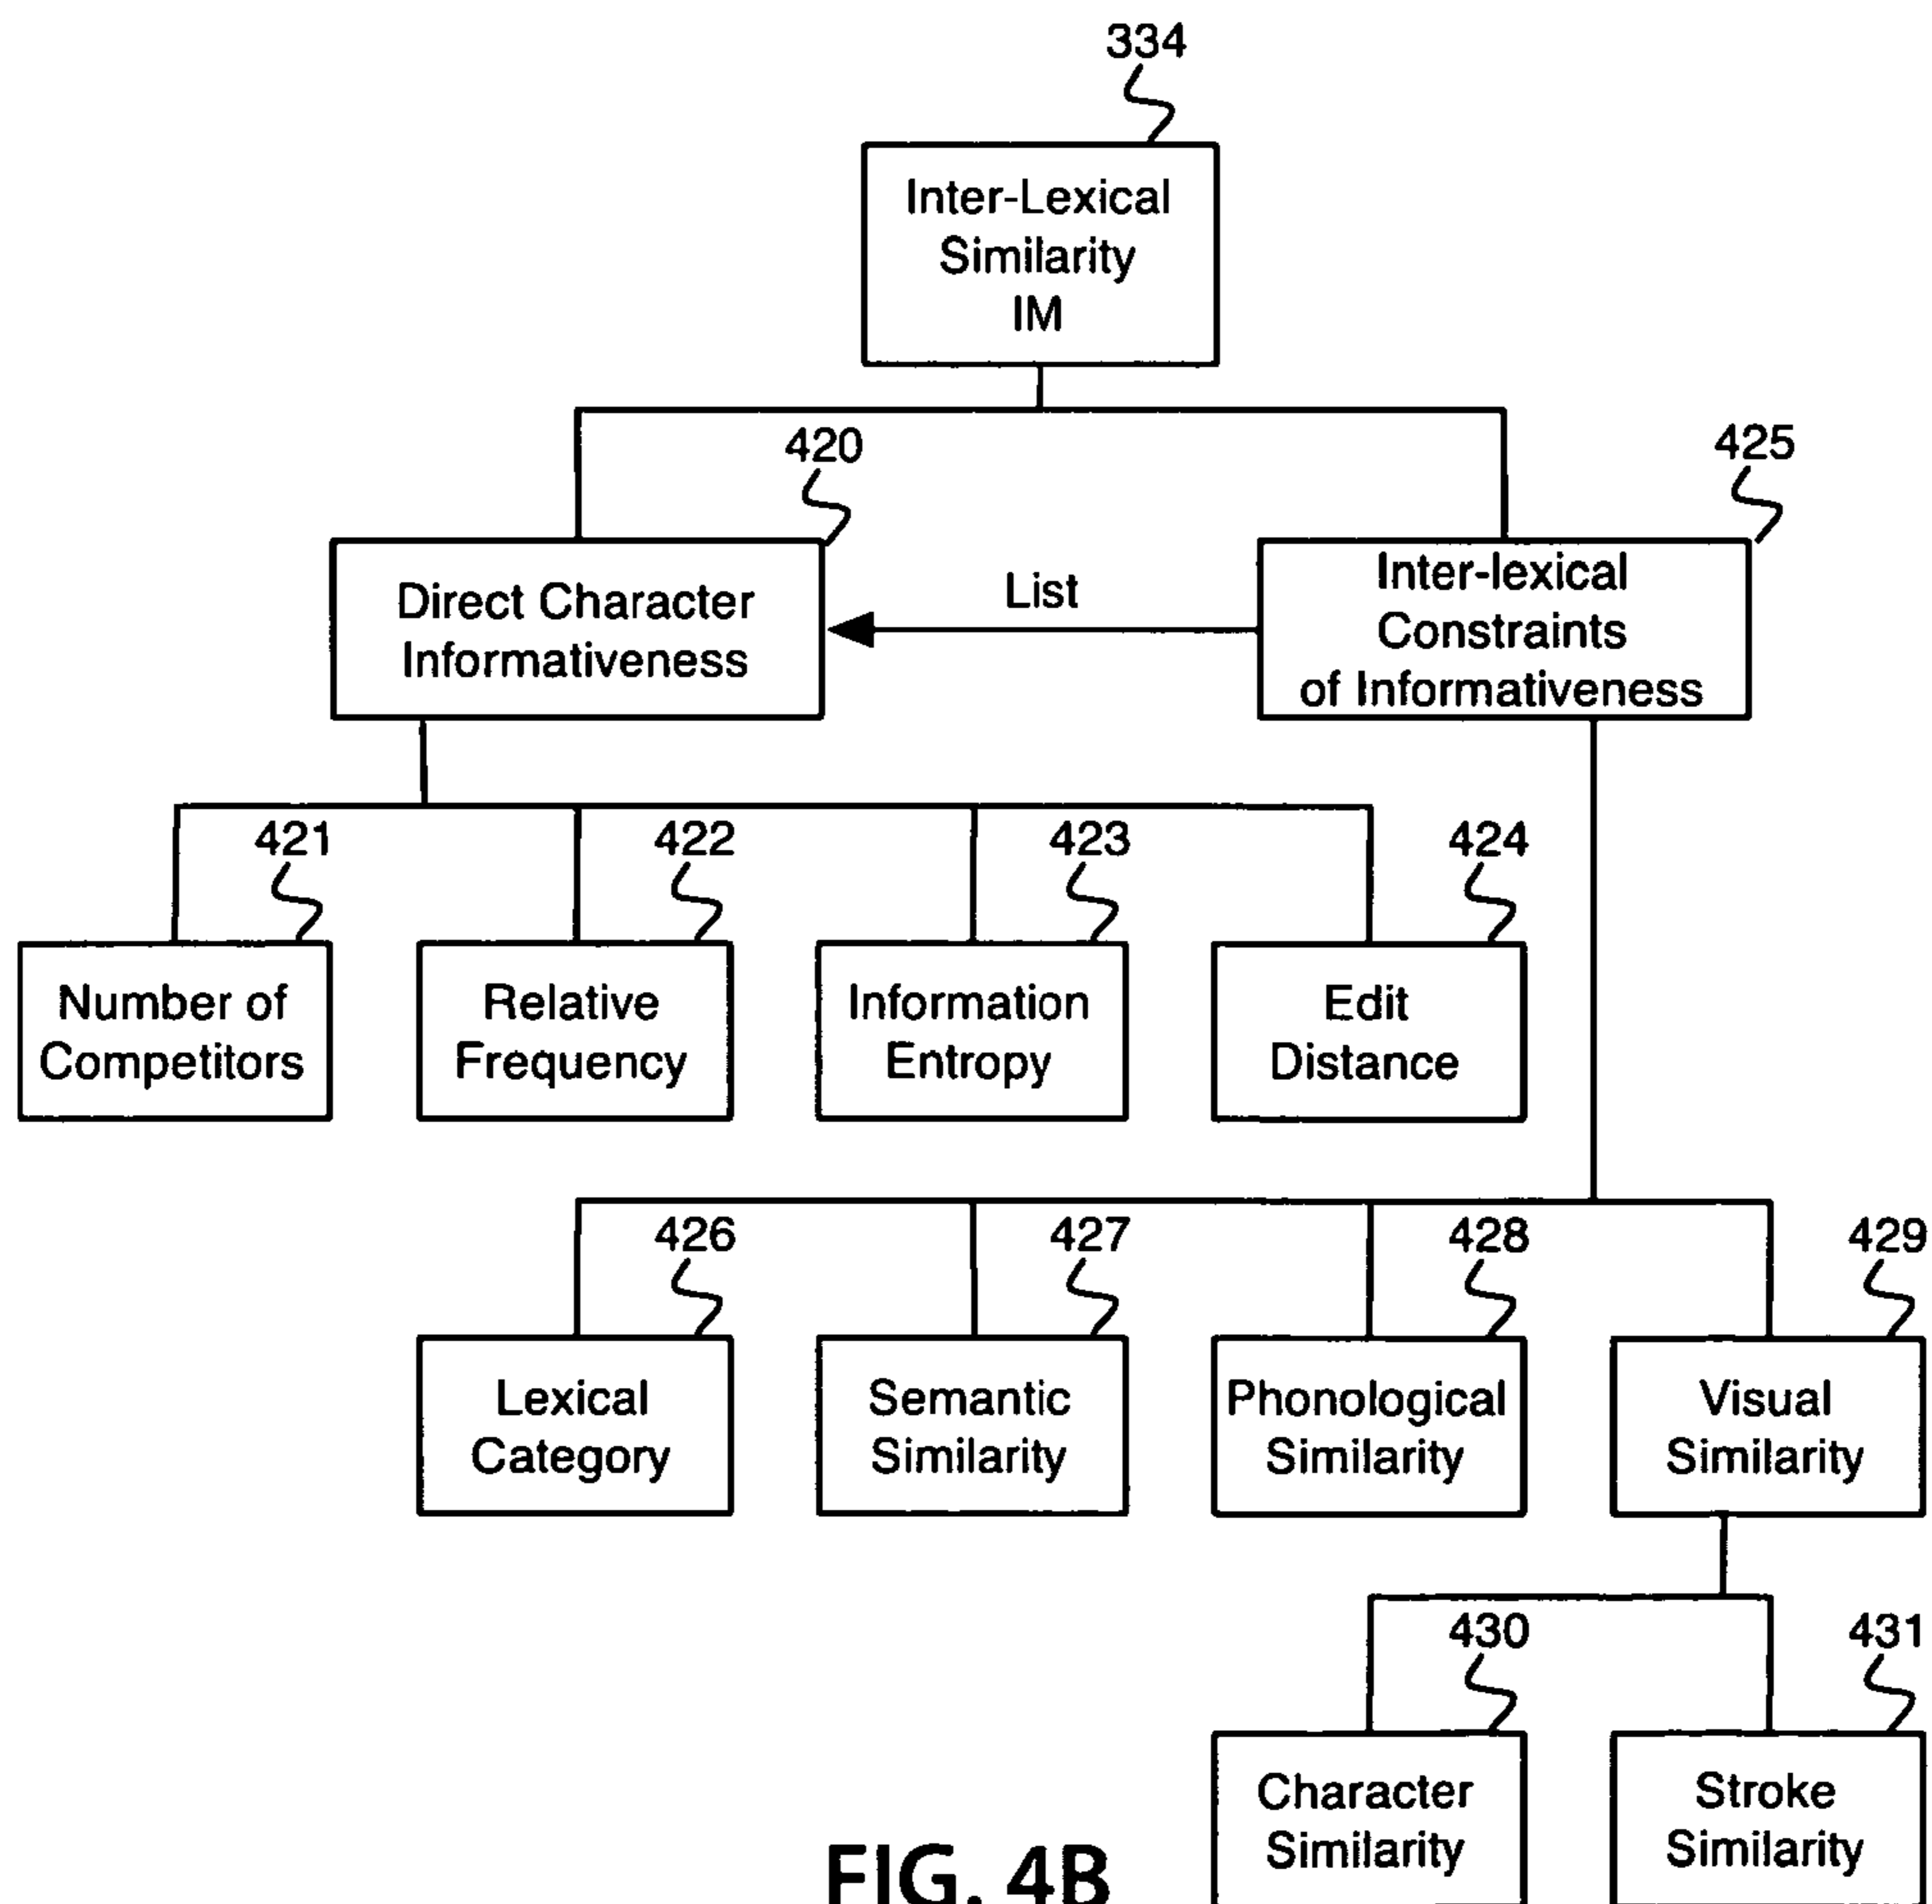 334
Inter-Lexical
Similarity
IM
420
425
Direct Character
Informativeness
List
Inter-lexical
Constraints
of Informativeness
421
422
423
424
Number of
Competitors
Relative
Frequency
Information
Entropy
Edit
Distance
426
427
428
429
Lexical
Category
Semantic
Similarity
Phonological
Similarity
Visual
Similarity
430
431
Character
Similarity
Stroke
Similarity
FIG. 4B